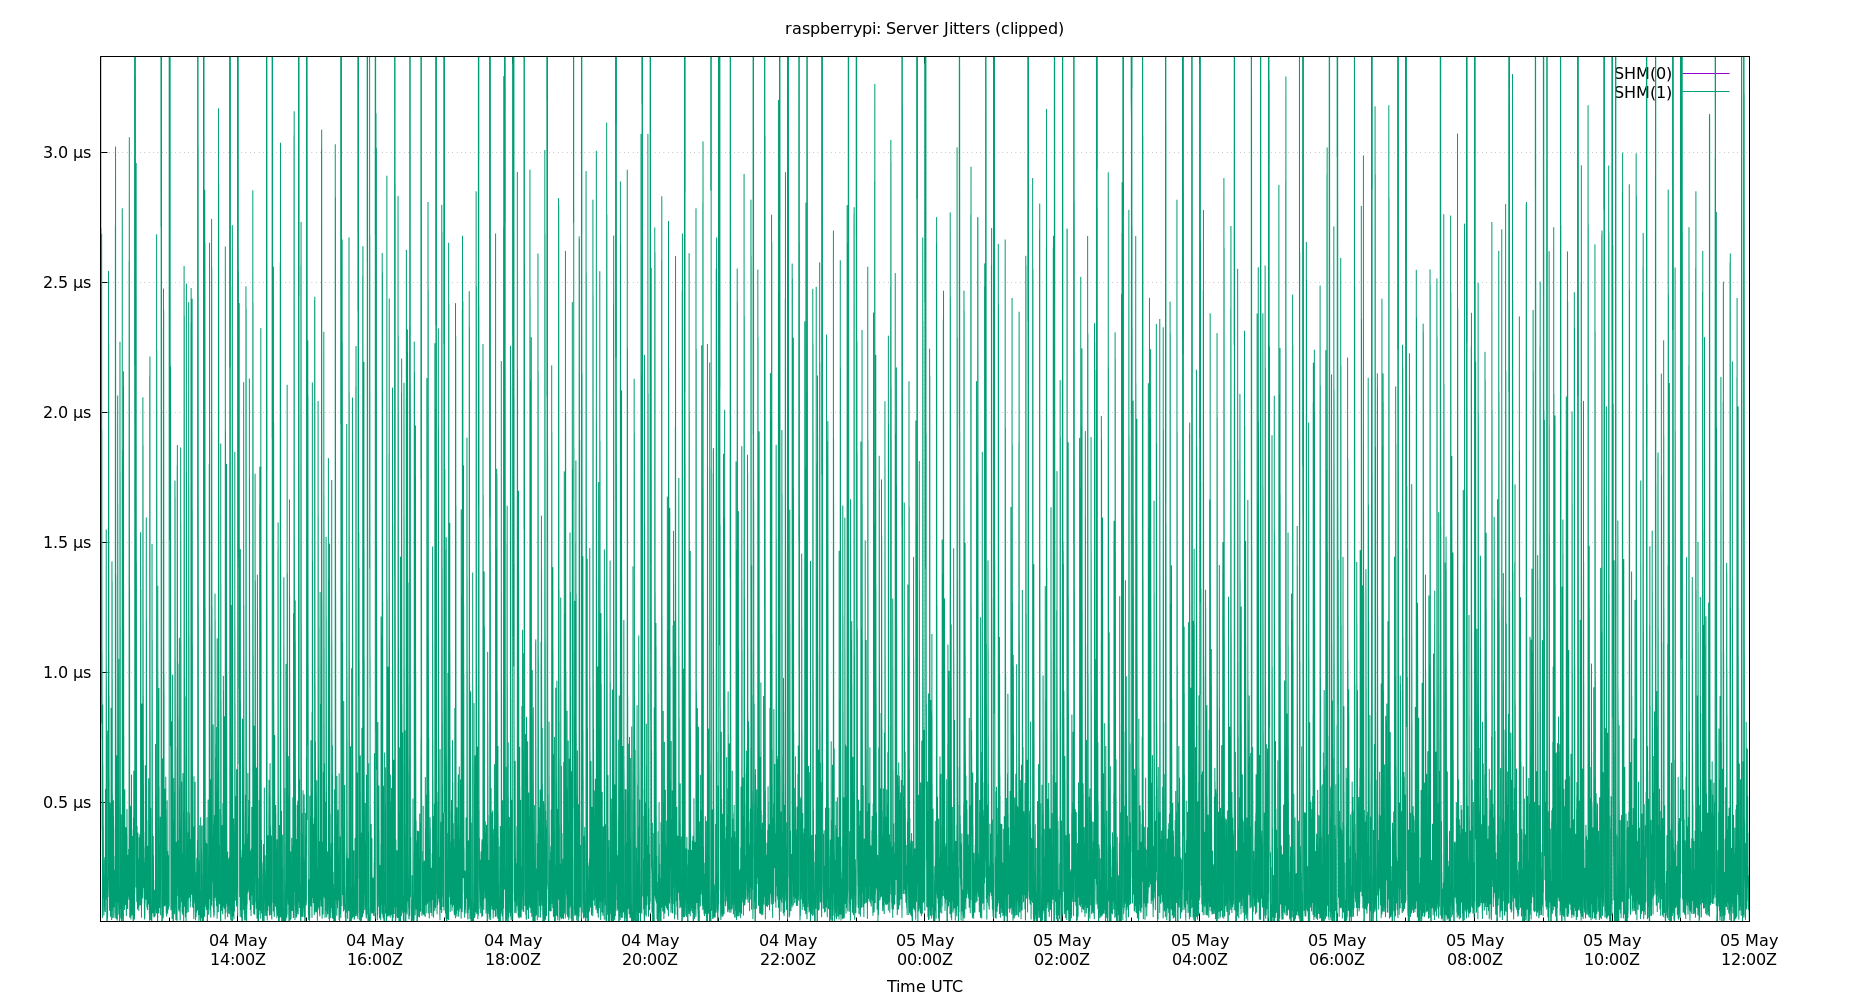 raspberrypi: Server Jitters (clipped)
SHM(0)
SHM(1)
3.0 µs
2.5 µs
2.0 µs
1.5 µs
1.0 µs
0.5 µs
04 May 04 May 04 May 04 May 04 May 05 May 05 May 05 May 05 May 05 May 05 May 05 May
14:00Z 16:00Z 18:00Z 20:00Z 22:00Z 00:00Z 02:00Z 04:00Z 06:00Z 08:00Z 10:00Z 12:00Z
Time UTC